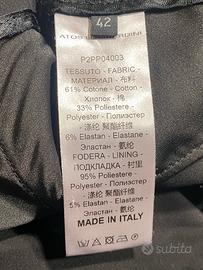 42
P2PP04003
TESSUTO - FABRIC -
МАТЕРИАЛ - 布料
61% Cotone - Cotton -
Хлопок - 棉
33% Poliestere -
Polyester - Полиэстер
- 涤纶 聚酯纤维
6% Elastan - Elastane -
Эластан - 氨纶
FODERA - LINING -
ПОДКЛАДКА - 衬里
95% Poliestere -
Polyester - Полиэстер
- 涤纶 聚酯纤维
5% Elastan - Elastane -
Эластан - 氨纶
MADE IN ITALY
subito